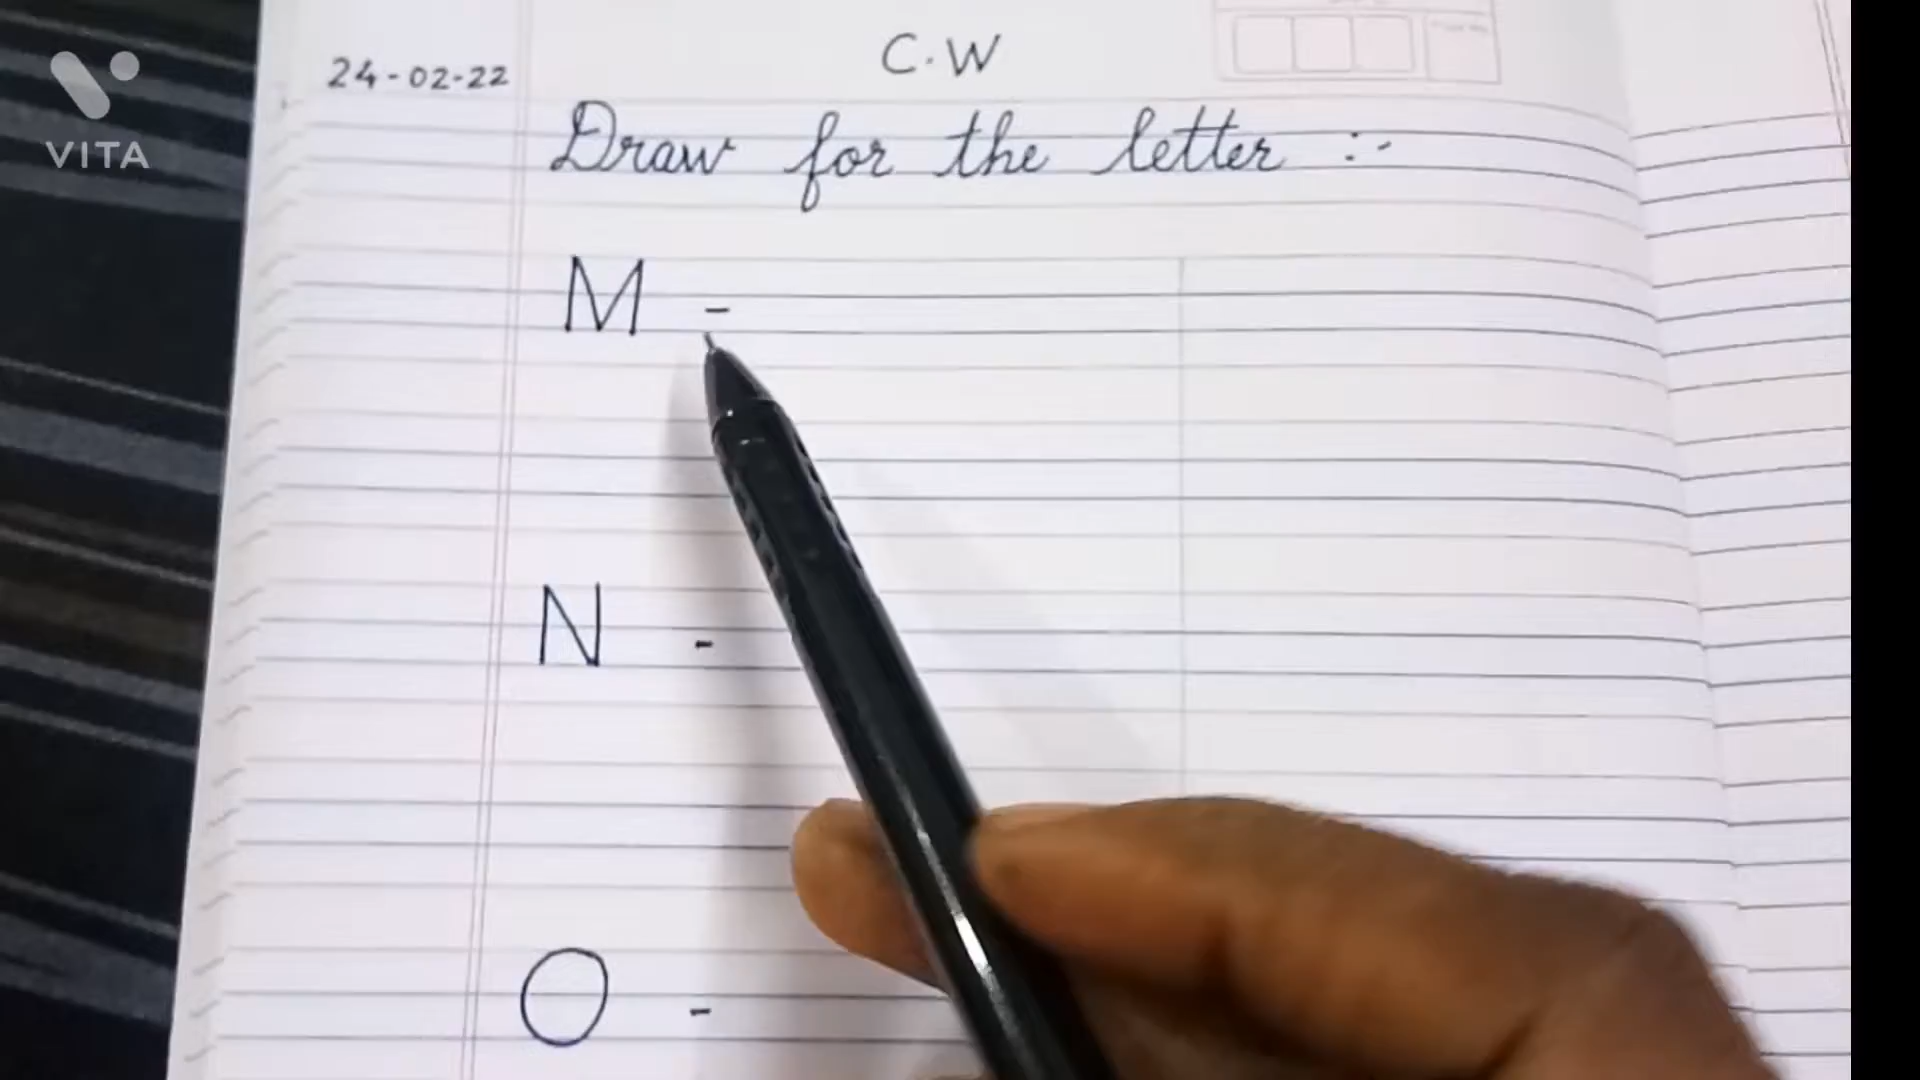 VITA
24-02-22
C.W
Draw for the letter :-
M -
N -
O -